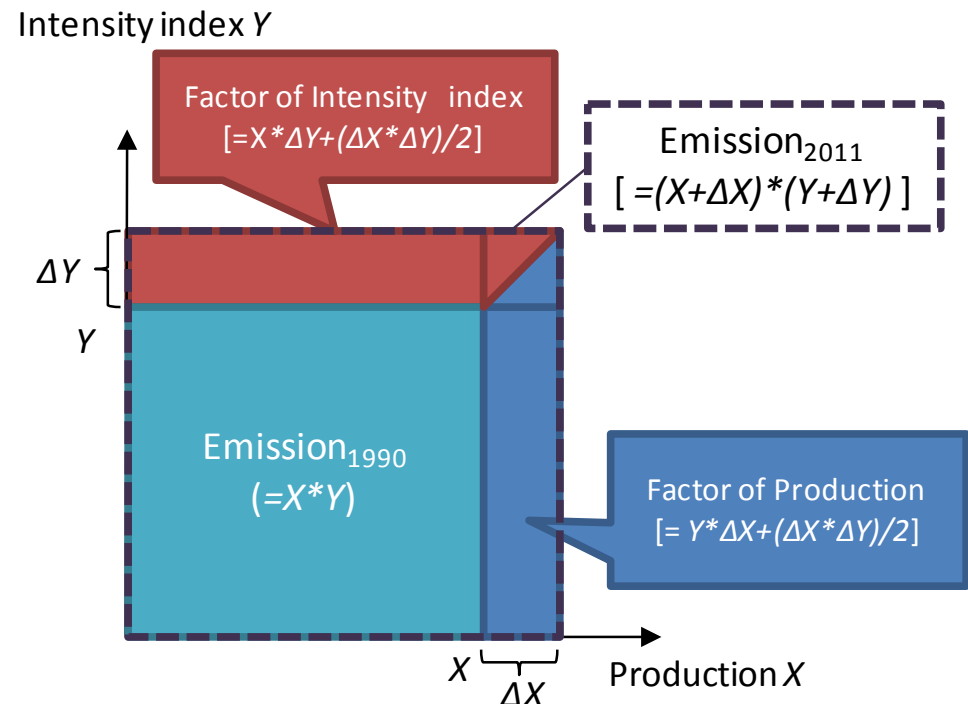 Intensity index Y
Factor of Intensity index
[=X*ΔY+(ΔX*ΔY)/2]
Emission2011
[ =(X+ΔX)*(Y+ΔY) ]
ΔY
Y
Emission1990
(=X*Y)
Factor of Production
[= Y*ΔX+(ΔX*ΔY)/2]
X
ΔX
Production X